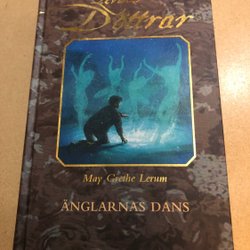 Döttrar
May Grethe Lerum
ÄNGLARNAS DANS